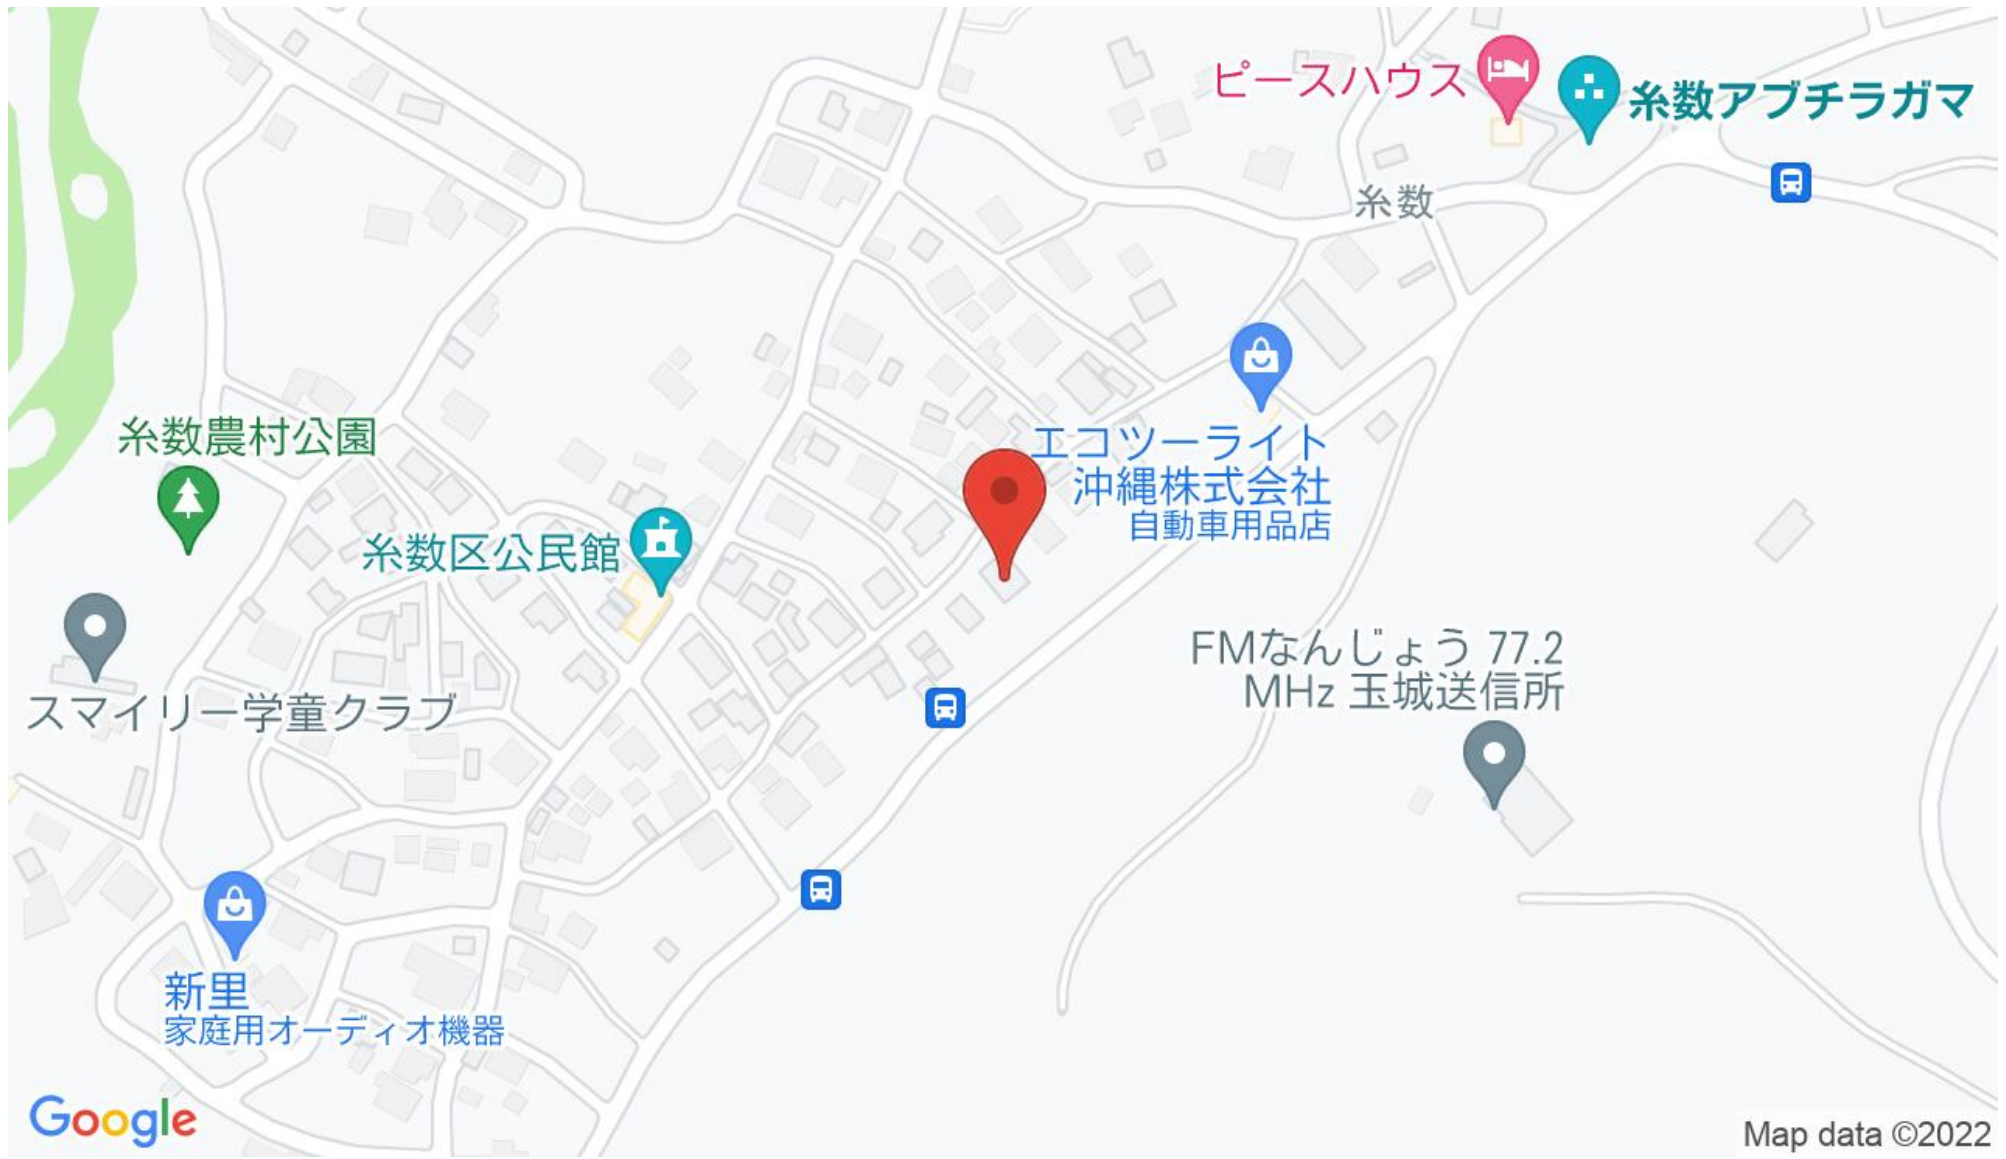 ピースハウス
糸数アブチラガマ
糸数
糸数農村公園
エコツーライト
沖縄株式会社
自動車用品店
糸数区公民館
FMなんじょう 77.2
MHz 玉城送信所
スマイリー学童クラブ
新里
家庭用オーディオ機器
Google
Map data ©2022